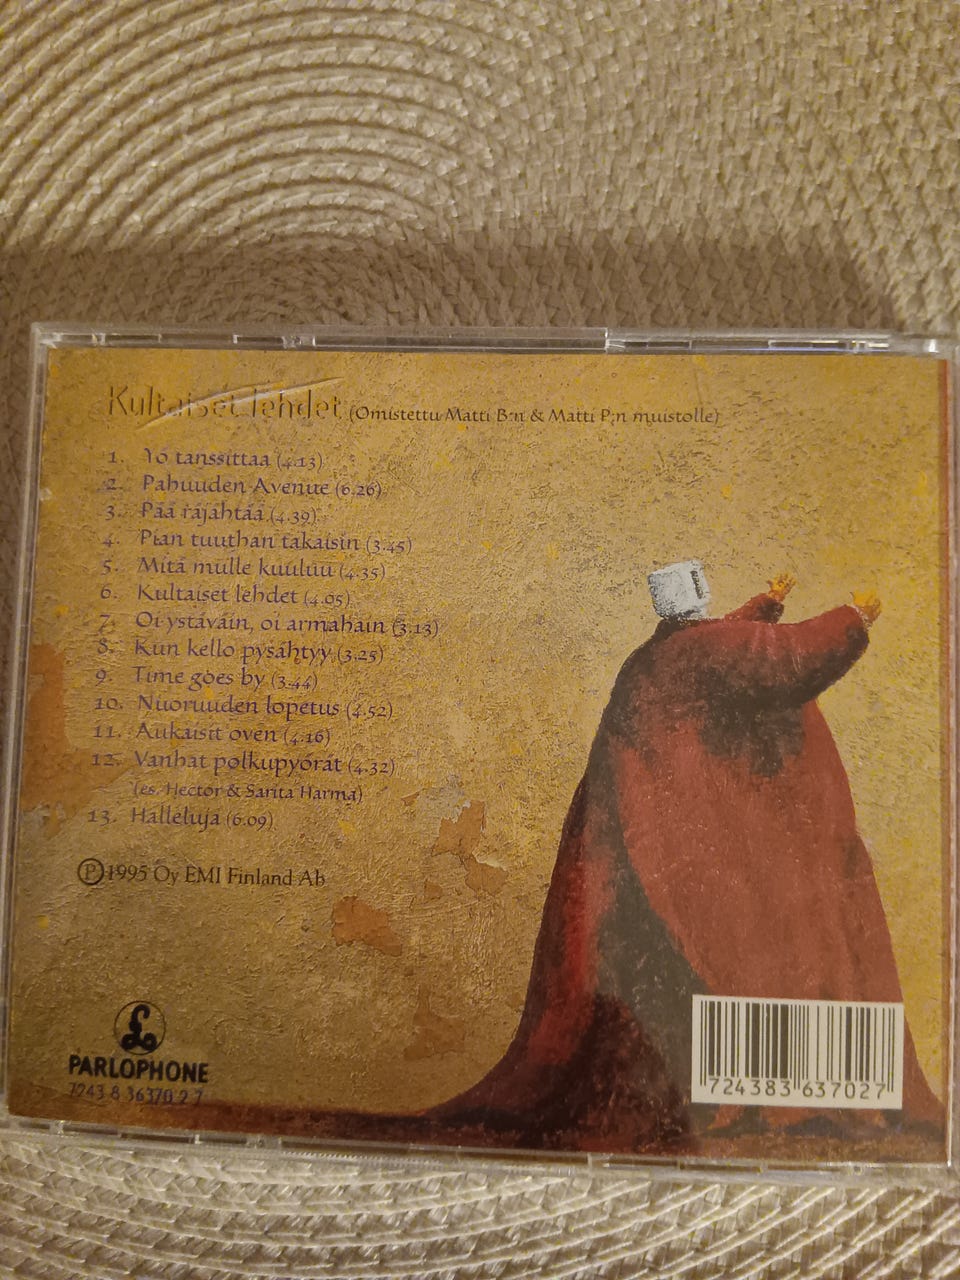 Kultaiset lehdet (Omistettu Matti B:n & Matti P:n muistolle)
1. Yö tanssittaa (4.13)
2. Pahuuden Avenue (6.26)
3. Pää räjähtää (4.39)
4. Pian tuuthan takaisin (3.45)
5. Mitä mulle kuuluu (4.35)
6. Kultaiset lehdet (4.05)
7. Oi ystäväin, oi armahain (3.13)
8. Kun kello pysähtyy (3.25)
9. Time goes by (3.44)
10. Nuoruuden lopetus (4.52)
11. Aukaisit oven (4.16)
12. Vanhat polkupyörät (4.32)
(es. Hector & Sarita Harma)
13. Halleluja (6.09)
Ⓟ 1995 Oy EMI Finland Ab
£
PARLOPHONE
7243 8 36370 2 7
724383 637027